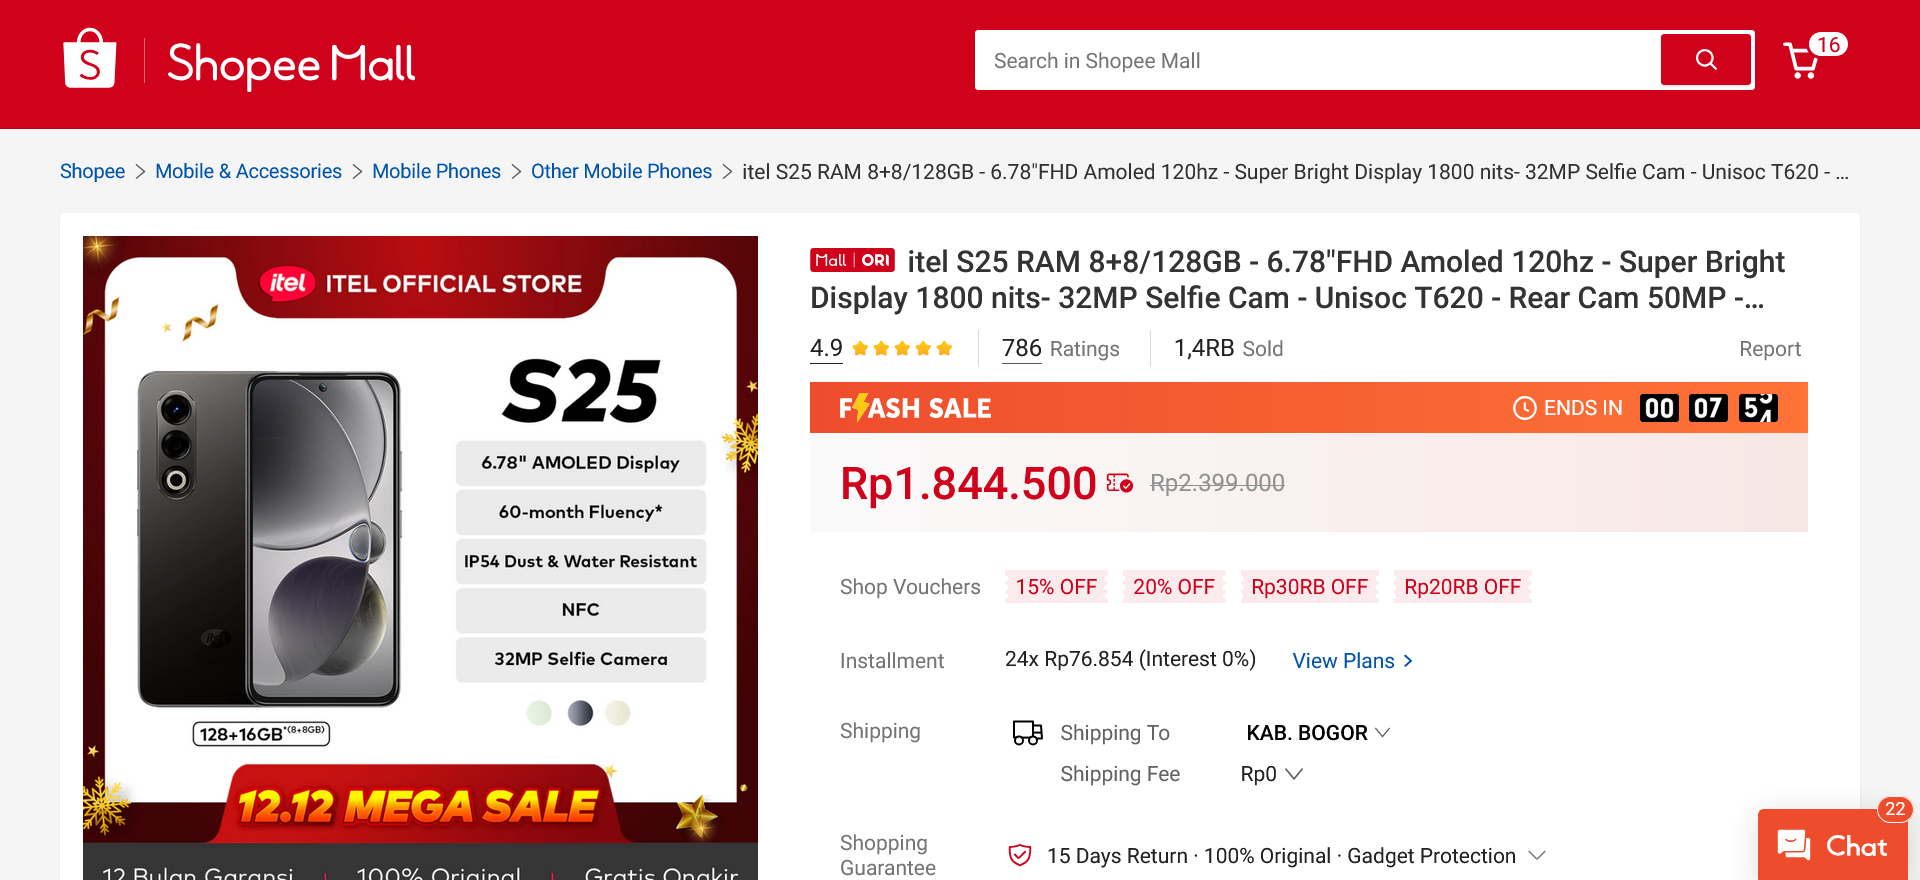 S Shopee Mall
Search in Shopee Mall
16
Shopee > Mobile & Accessories > Mobile Phones > Other Mobile Phones > itel S25 RAM 8+8/128GB - 6.78"FHD Amoled 120hz - Super Bright Display 1800 nits- 32MP Selfie Cam - Unisoc T620 - ...
itel ITEL OFFICIAL STORE
S25
6.78" AMOLED Display
60-month Fluency*
IP54 Dust & Water Resistant
NFC
32MP Selfie Camera
itel
128+16GB*(8+8GB)
12.12 MEGA SALE
12 Bulan Garansi | 100% Original | Gratis Ongkir
Mall | ORI itel S25 RAM 8+8/128GB - 6.78"FHD Amoled 120hz - Super Bright
Display 1800 nits- 32MP Selfie Cam - Unisoc T620 - Rear Cam 50MP -...
4.9 786 Ratings 1,4RB Sold Report
FLASH SALE ENDS IN 00 07
Rp1.844.500 Rp2.399.000
Shop Vouchers 15% OFF 20% OFF Rp30RB OFF Rp20RB OFF
Installment 24x Rp76.854 (Interest 0%) View Plans >
Shipping Shipping To KAB. BOGOR
Shipping Fee Rp0
Shopping
Guarantee
15 Days Return · 100% Original · Gadget Protection
22
Chat